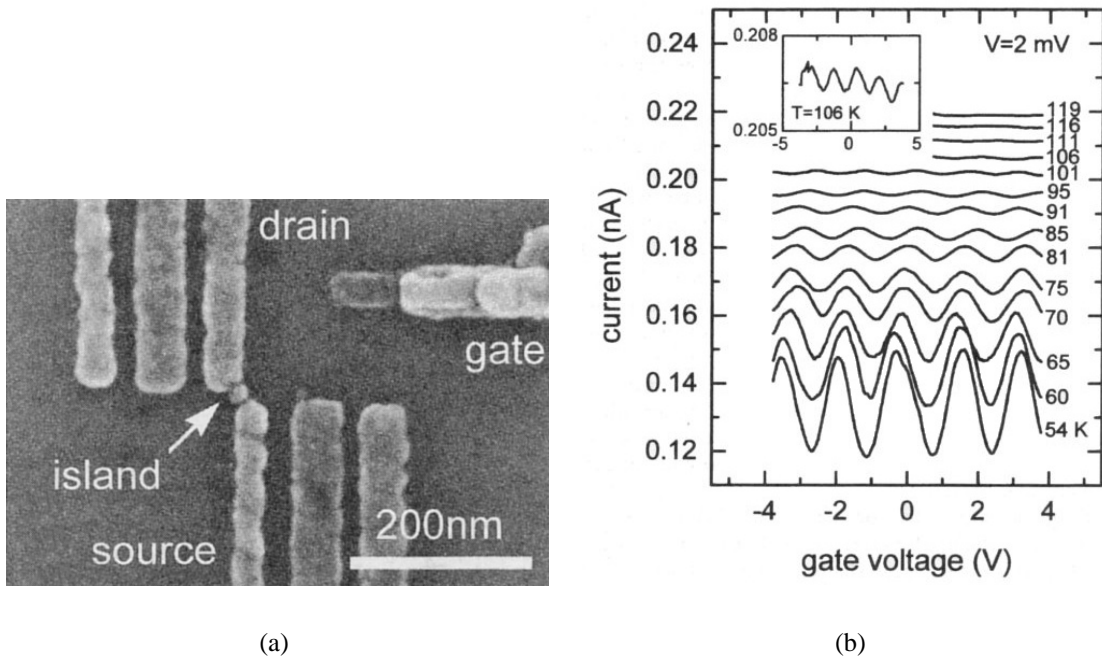 drain
gate
island
source
200nm
(a)
V=2 mV
0.208
0.205
T=106 K
-5
0
5
0.24
0.22
0.20
0.18
0.16
0.14
0.12
current (nA)
119
116
111
106
101
95
91
85
81
75
70
65
60
54 K
-4
-2
0
2
4
gate voltage (V)
(b)